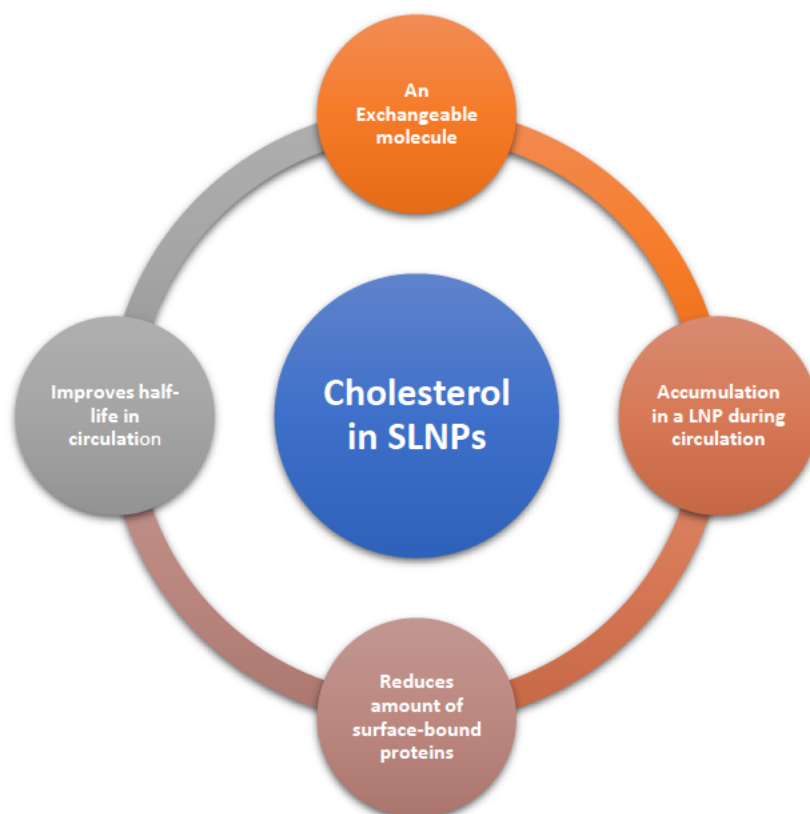 An
Exchangeable
molecule
Improves half-
life in
circulation
Cholesterol
in SLNPs
Accumulation
in a LNP during
circulation
Reduces
amount of
surface-bound
proteins